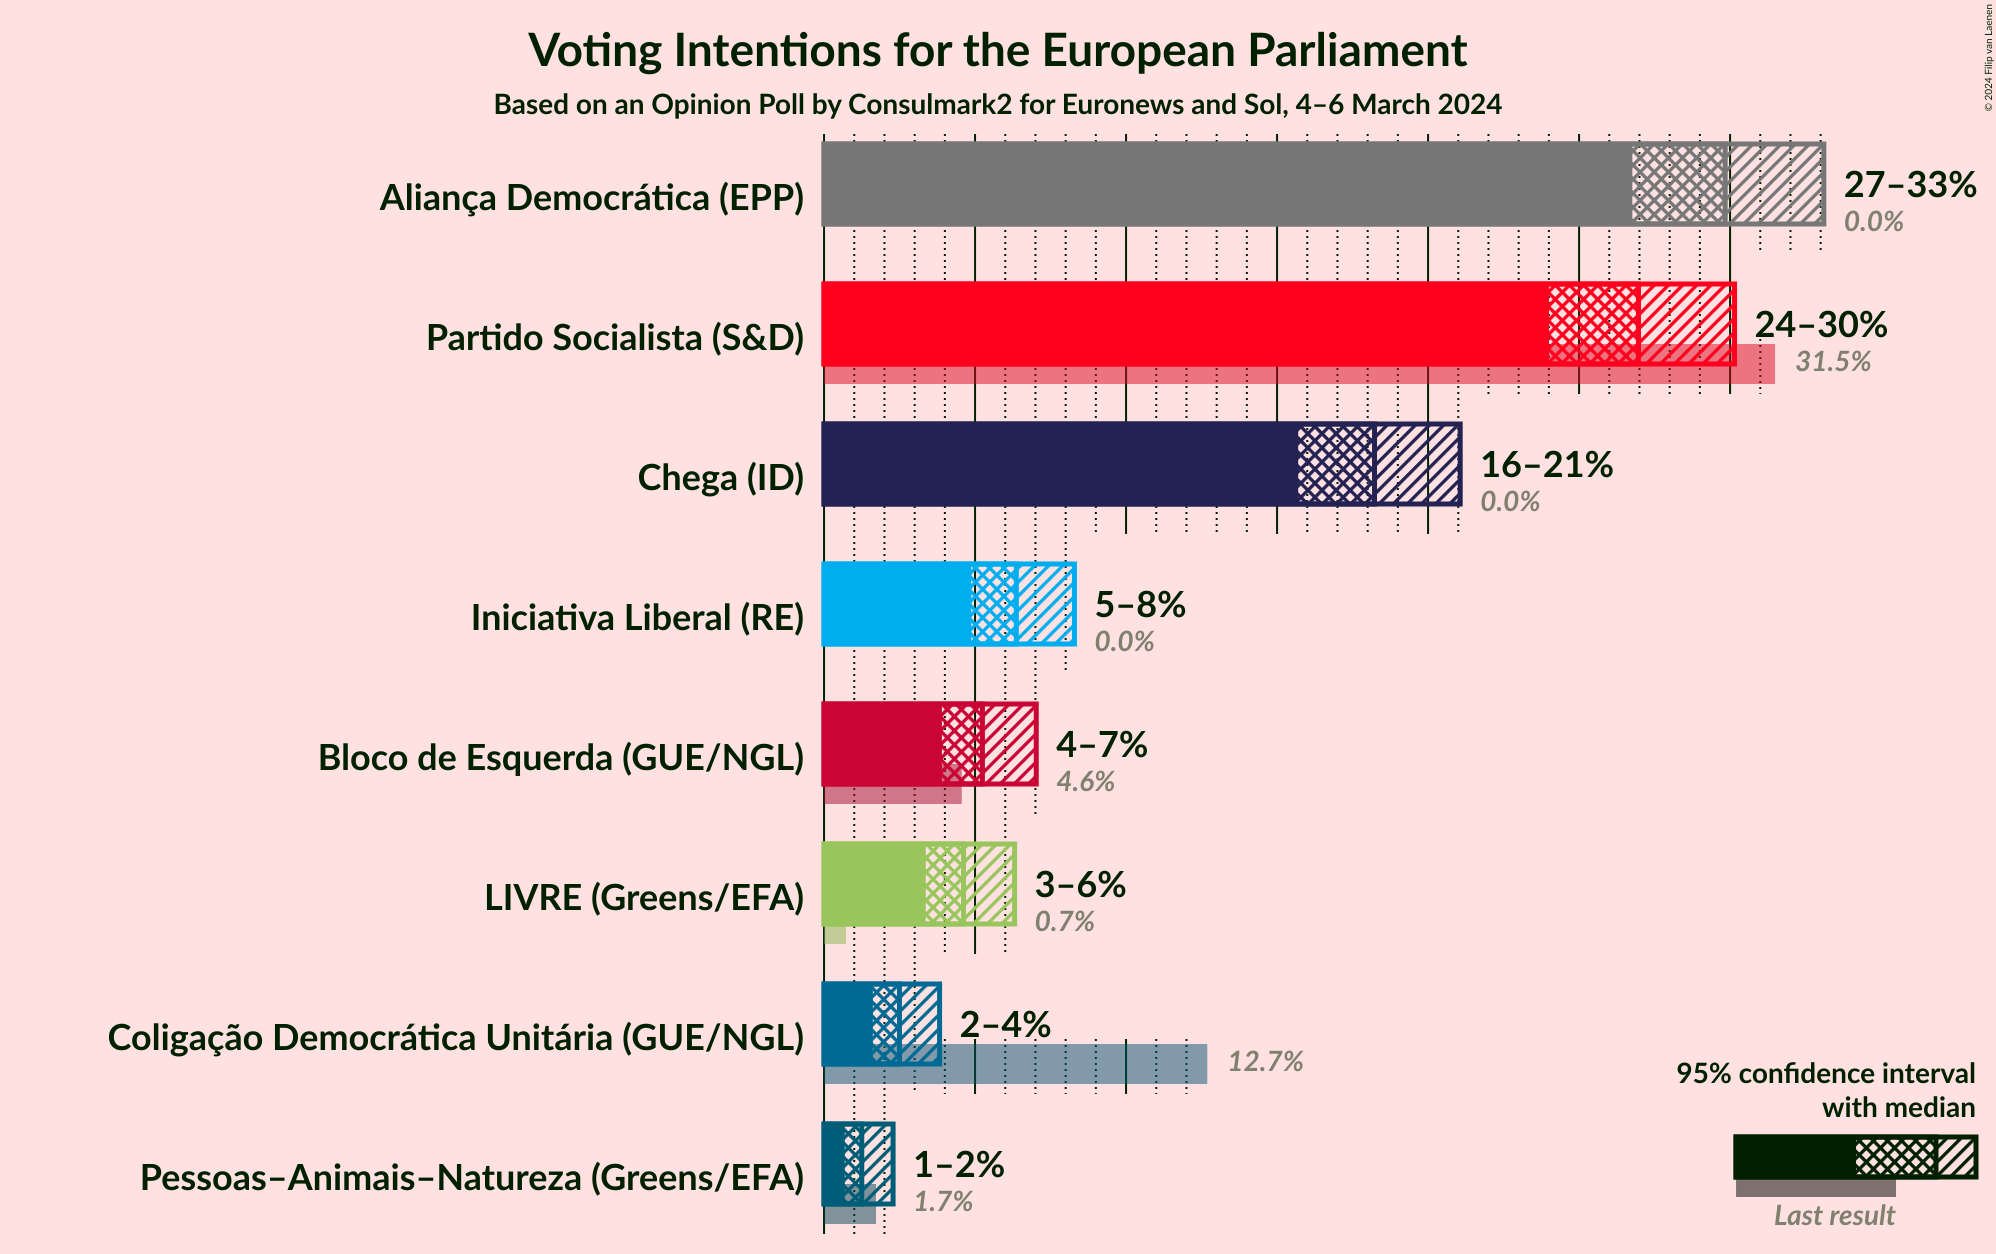 Voting Intentions for the European Parliament
Based on an Opinion Poll by Consulmark2 for Euronews and Sol, 4–6 March 2024
© 2024 Filip van Laenen
Aliança Democrática (EPP)
27–33%
0.0%
Partido Socialista (S&D)
24–30%
31.5%
Chega (ID)
16–21%
0.0%
Iniciativa Liberal (RE)
5–8%
0.0%
Bloco de Esquerda (GUE/NGL)
4–7%
4.6%
LIVRE (Greens/EFA)
3–6%
0.7%
Coligação Democrática Unitária (GUE/NGL)
2–4%
12.7%
Pessoas–Animais–Natureza (Greens/EFA)
1–2%
1.7%
95% confidence interval
with median
Last result